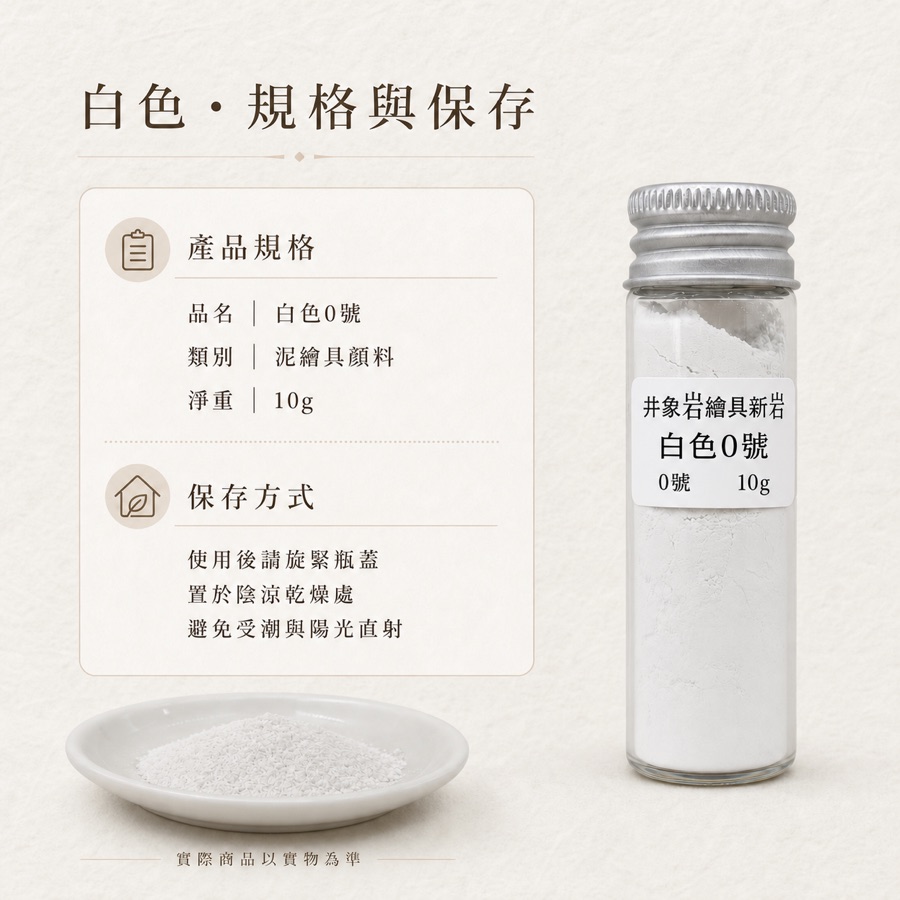 白色・規格與保存
產品規格
品名｜白色0號
類別｜泥繪具顏料
淨重｜10g
保存方式
使用後請旋緊瓶蓋
置於陰涼乾燥處
避免受潮與陽光直射
井象岩繪具新岩
白色0號
0號 10g
實際商品以實物為準